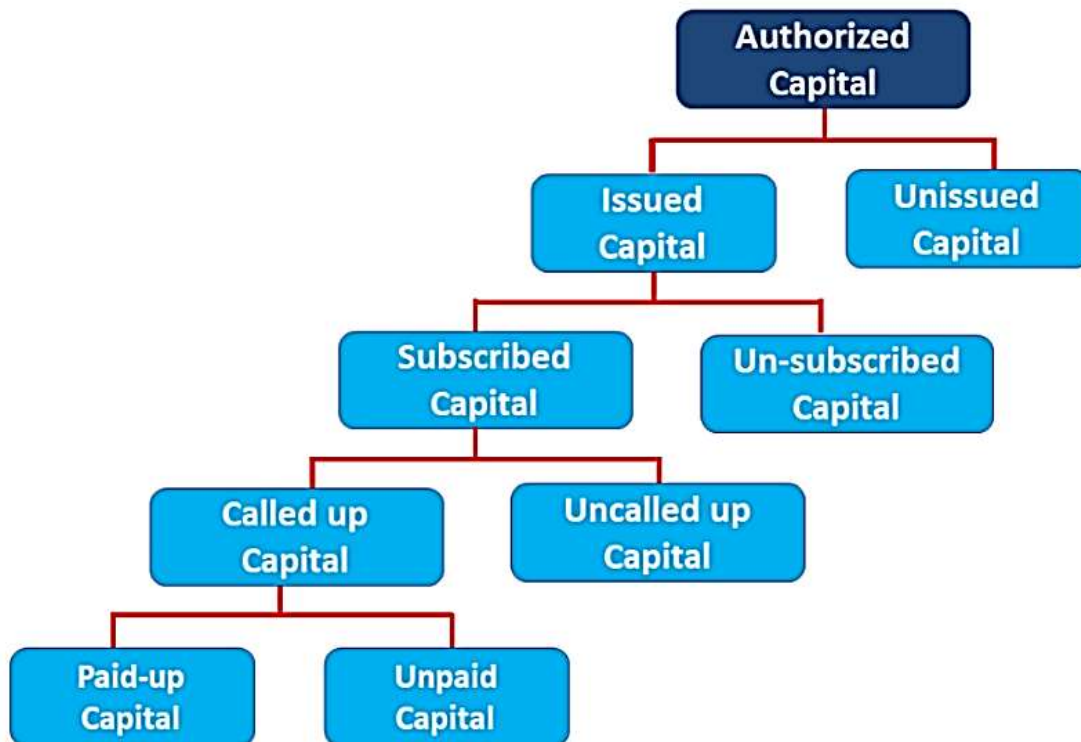 Authorized
Capital
Issued
Capital
Unissued
Capital
Subscribed
Capital
Un-subscribed
Capital
Called up
Capital
Uncalled up
Capital
Paid-up
Capital
Unpaid
Capital